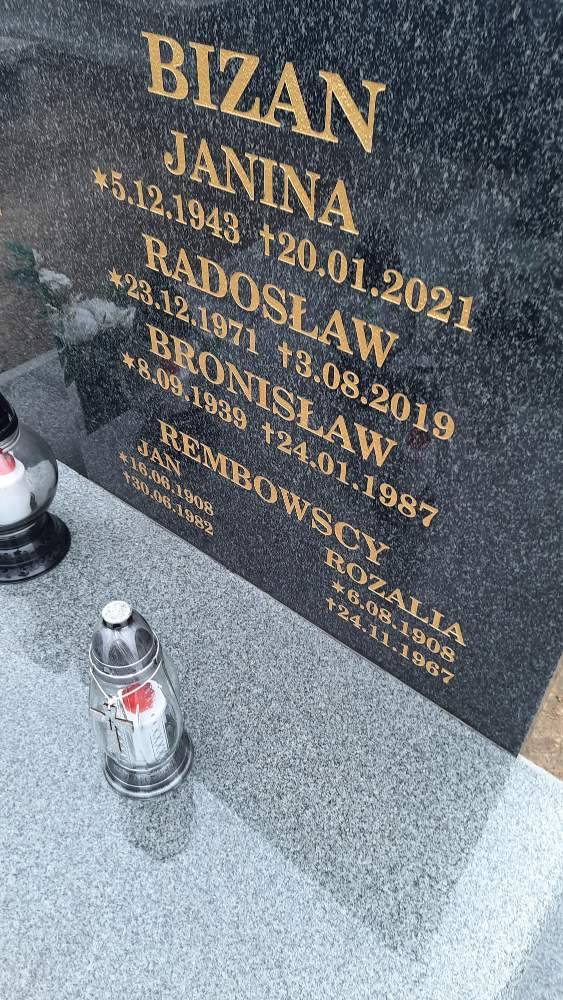 BIZAN
JANINA
*5.12.1943 †20.01.2021
RADOSŁAW
*23.12.1971 †3.08.2019
BRONISŁAW
*8.09.1939 †24.01.1987
REMBOWSCY
JAN
*16.06.1908
†30.06.1982
ROZALIA
*6.08.1908
†24.11.1967